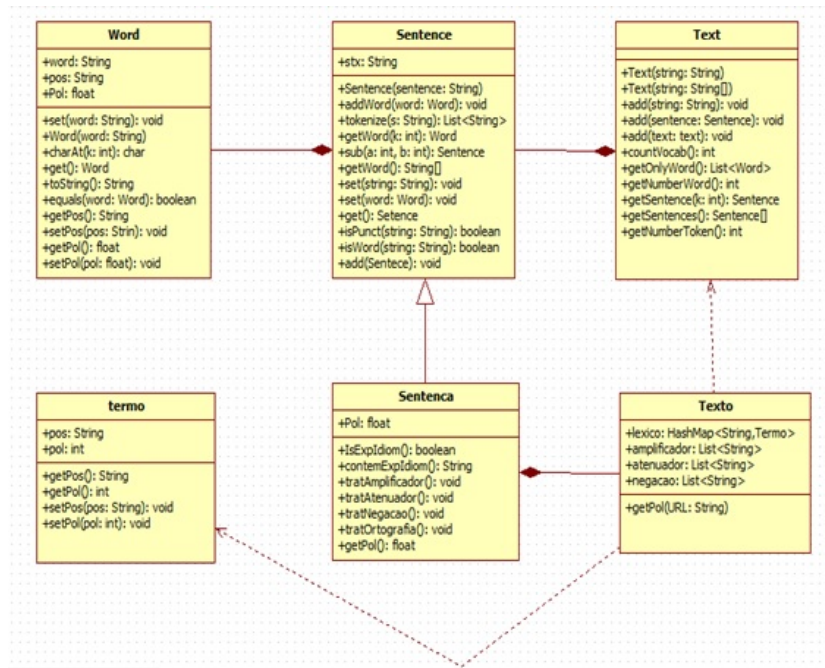 Word
+word: String
+pos: String
+Pol: float
+set(word: String): void
+Word(word: String)
+charAt(k: int): char
+get(): Word
+toString(): String
+equals(word: Word): boolean
+getPos(): String
+setPos(pos: Strin): void
+getPol(): float
+setPol(pol: float): void
Sentence
+stx: String
+Sentence(sentence: String)
+addWord(word: Word): void
+tokenize(s: String): List<String>
+getWord(k: int): Word
+sub(a: int, b: int): Sentence
+getWord(): String[]
+set(string: String): void
+set(word: Word): void
+get(): Setence
+isPunct(string: String): boolean
+isWord(string: String): boolean
+add(Sentece): void
Text
+Text(string: String)
+Text(string: String[])
+add(string: String): void
+add(sentence: Sentence): void
+add(text: text): void
+countVocab(): int
+getOnlyWord(): List<Word>
+getNumberWord(): int
+getSentence(k: int): Sentence
+getSentences(): Sentence[]
+getNumberToken(): int
termo
+pos: String
+pol: int
+getPos(): String
+getPol(): int
+setPos(pos: String): void
+setPol(pol: int): void
Sentenca
+Pol: float
+IsExpIdiom(): boolean
+contemExpIdiom(): String
+tratAmplificador(): void
+tratAtenuador(): void
+tratNegacao(): void
+tratOrtografia(): void
+getPol(): float
Texto
+lexico: HashMap<String,Termo>
+amplificador: List<String>
+atenuador: List<String>
+negacao: List<String>
+getPol(URL: String)